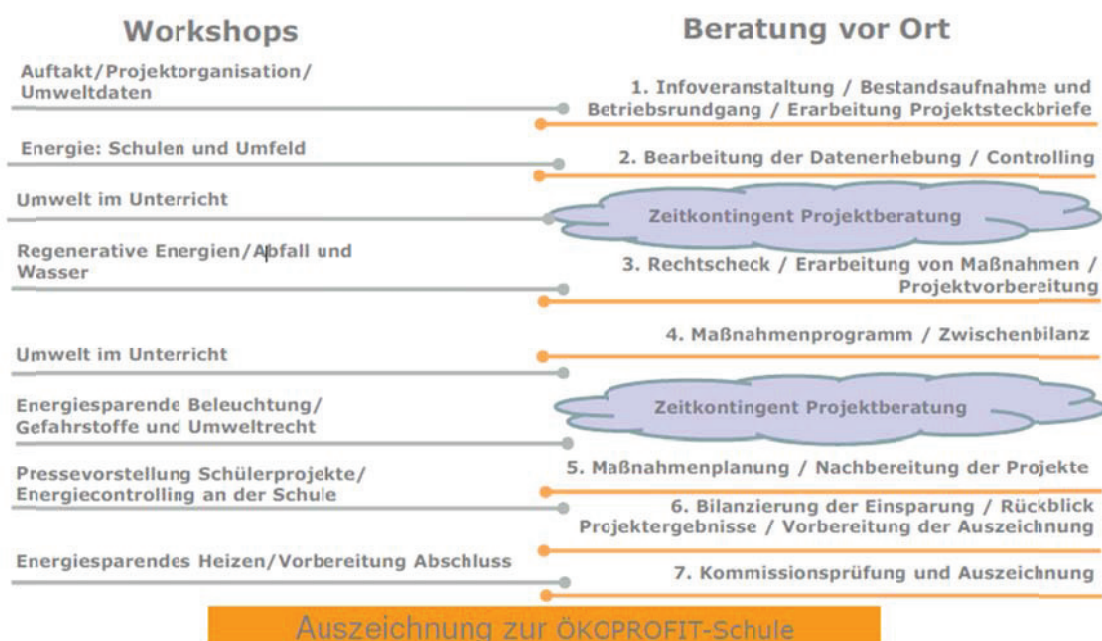 Workshops
Auftakt/Projektorganisation/
Umweltdaten
Energie: Schulen und Umfeld
Umwelt im Unterricht
Regenerative Energien/Abfall und
Wasser
Umwelt im Unterricht
Energiesparende Beleuchtung/
Gefahrstoffe und Umweltrecht
Pressevorstellung Schülerprojekte/
Energiecontrolling an der Schule
Energiesparendes Heizen/Vorbereitung Abschluss
Beratung vor Ort
1. Infoveranstaltung / Bestandsaufnahme und
Betriebsrundgang / Erarbeitung Projektsteckbriefe
2. Bearbeitung der Datenerhebung / Controlling
Zeitkontingent Projektberatung
3. Rechtscheck / Erarbeitung von Maßnahmen /
Projektvorbereitung
4. Maßnahmenprogramm / Zwischenbilanz
Zeitkontingent Projektberatung
5. Maßnahmenplanung / Nachbereitung der Projekte
6. Bilanzierung der Einsparung / Rückblick
Projektergebnisse / Vorbereitung der Auszeichnung
7. Kommissionsprüfung und Auszeichnung
Auszeichnung zur ÖKOPROFIT-Schule